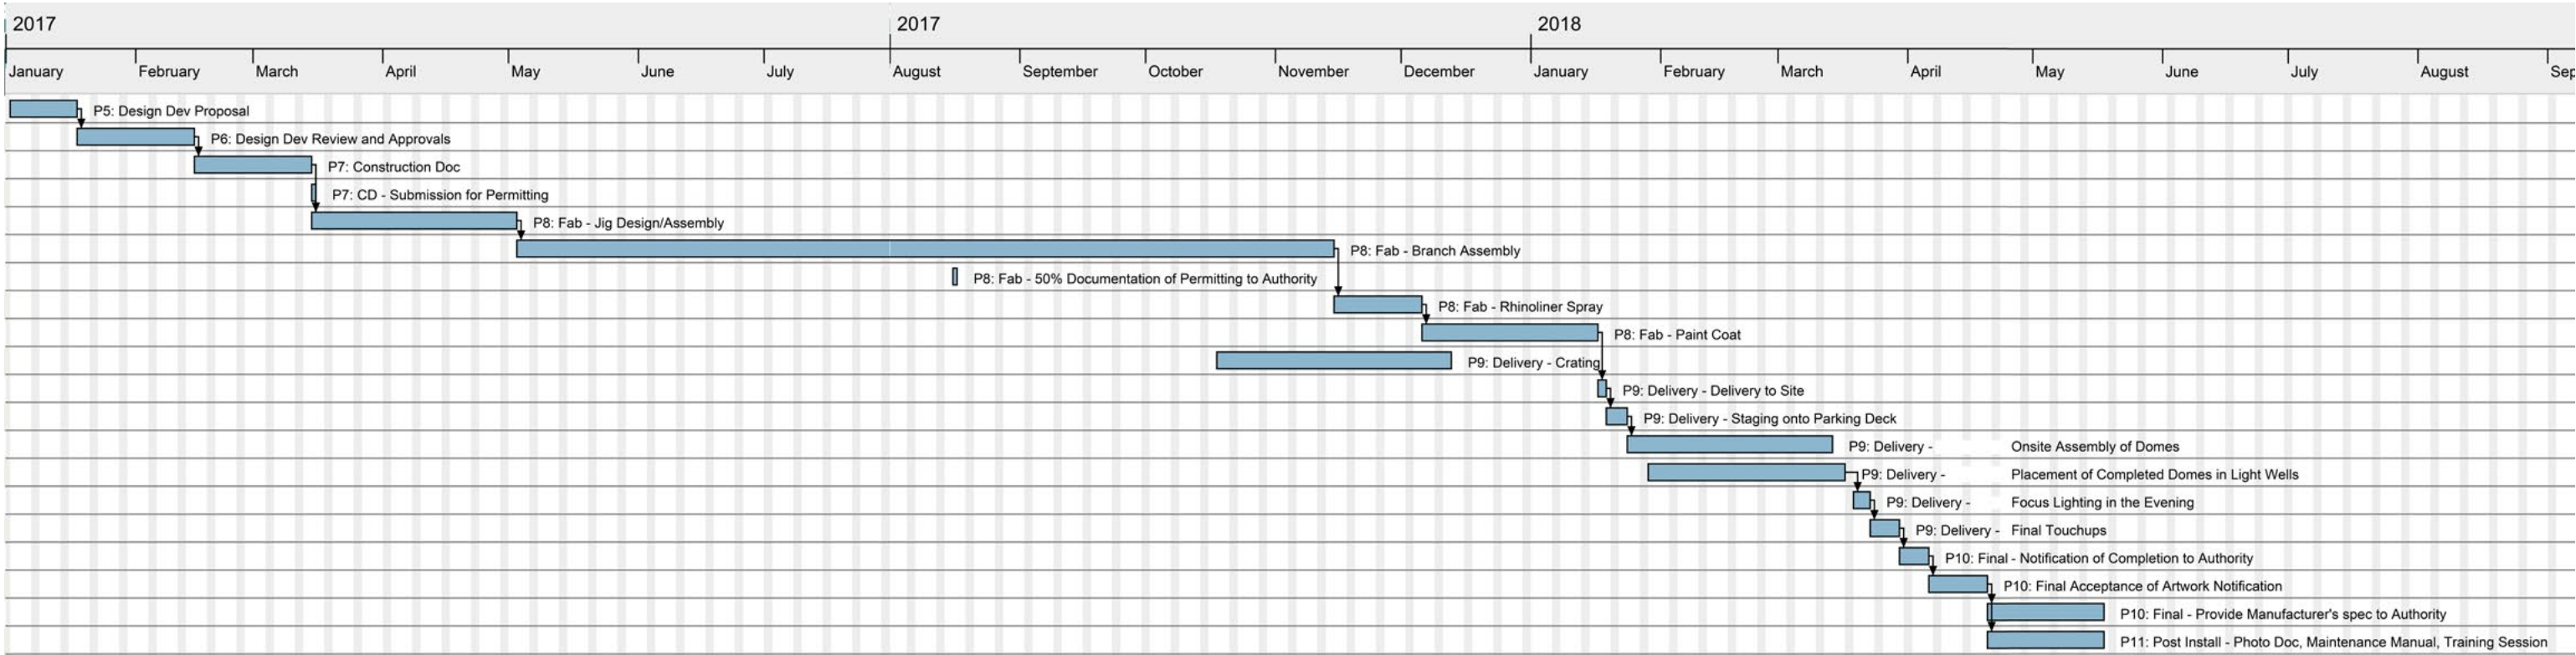 2017 2017 2018
January February March April May June July August September October November December January February March April May June July August Sep
P5: Design Dev Proposal
P6: Design Dev Review and Approvals
P7: Construction Doc
P7: CD - Submission for Permitting
P8: Fab - Jig Design/Assembly
P8: Fab - Branch Assembly
P8: Fab - 50% Documentation of Permitting to Authority
P8: Fab - Rhinoliner Spray
P8: Fab - Paint Coat
P9: Delivery - Crating
P9: Delivery - Delivery to Site
P9: Delivery - Staging onto Parking Deck
P9: Delivery - Onsite Assembly of Domes
P9: Delivery - Placement of Completed Domes in Light Wells
P9: Delivery - Focus Lighting in the Evening
P9: Delivery - Final Touchups
P10: Final - Notification of Completion to Authority
P10: Final Acceptance of Artwork Notification
P10: Final - Provide Manufacturer's spec to Authority
P11: Post Install - Photo Doc, Maintenance Manual, Training Session